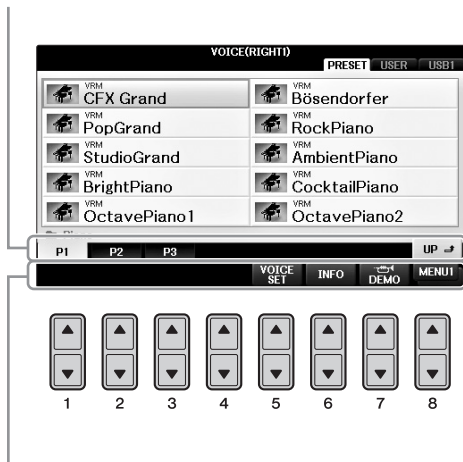 VOICE(RIGHT1)
PRESET USER USB1
VRM
CFX Grand
VRM
Bösendorfer
VRM
PopGrand
VRM
RockPiano
VRM
StudioGrand
VRM
AmbientPiano
VRM
BrightPiano
VRM
CocktailPiano
VRM
OctavePiano1
VRM
OctavePiano2
P1 P2 P3 UP
VOICE SET INFO DEMO MENU1
1 2 3 4 5 6 7 8